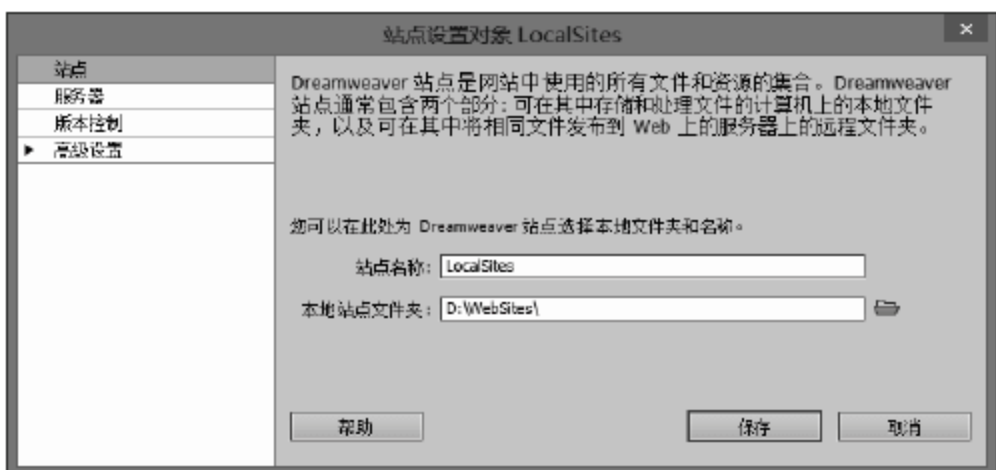 站点设置对象 LocalSites
×
站点
服务器
版本控制
高级设置
Dreamweaver 站点是网站中使用的所有文件和资源的集合。Dreamweaver
站点通常包含两个部分：可在其中存储和处理文件的计算机上的本地文件
夹，以及可在其中将相同文件发布到 Web 上的服务器上的远程文件夹。
您可以在此处为 Dreamweaver 站点选择本地文件夹和名称。
站点名称： LocalSites
本地站点文件夹： D:\WebSites\
帮助
保存
取消